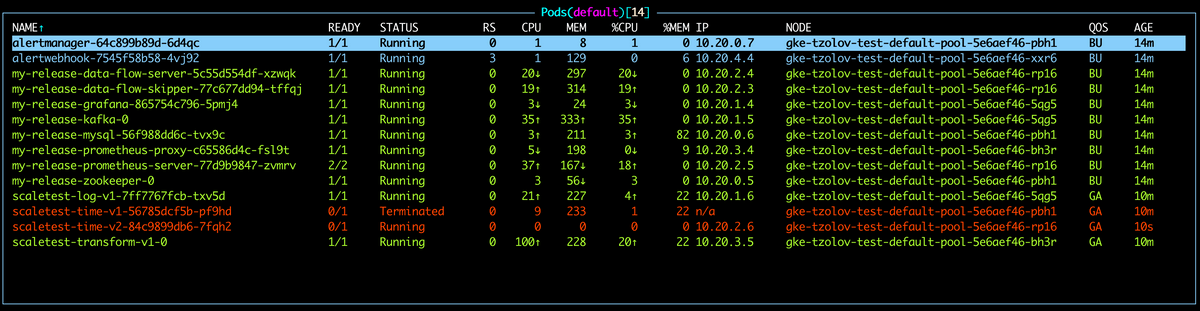 Pods(default)[14]
NAME↑ READY STATUS RS CPU MEM %CPU %MEM IP NODE QOS AGE
alertmanager-64c899b89d-6d4qc 1/1 Running 0 1 8 1 0 10.20.0.7 gke-tzolov-test-default-pool-5e6aef46-pbh1 BU 14m
alertwebhook-7545f58b58-4vj92 1/1 Running 3 1 129 0 6 10.20.4.4 gke-tzolov-test-default-pool-5e6aef46-xxr6 BU 14m
my-release-data-flow-server-5c55d554df-xzwqk 1/1 Running 0 20↓ 297 20↓ 0 10.20.2.4 gke-tzolov-test-default-pool-5e6aef46-rp16 BU 14m
my-release-data-flow-skipper-77c677dd94-tffqj 1/1 Running 0 19↑ 314 19↑ 0 10.20.2.3 gke-tzolov-test-default-pool-5e6aef46-rp16 BU 14m
my-release-grafana-865754c796-5pmj4 1/1 Running 0 3↓ 24 3↓ 0 10.20.1.4 gke-tzolov-test-default-pool-5e6aef46-5qg5 BU 14m
my-release-kafka-0 1/1 Running 0 35↑ 333↑ 35↑ 0 10.20.1.5 gke-tzolov-test-default-pool-5e6aef46-5qg5 BU 14m
my-release-mysql-56f988dd6c-tvx9c 1/1 Running 0 3↑ 211 3↑ 82 10.20.0.6 gke-tzolov-test-default-pool-5e6aef46-pbh1 BU 14m
my-release-prometheus-proxy-c65586d4c-fsl9t 1/1 Running 0 5↓ 198 0↓ 9 10.20.3.4 gke-tzolov-test-default-pool-5e6aef46-bh3r BU 14m
my-release-prometheus-server-77d9b9847-zvmrv 2/2 Running 0 37↑ 167↓ 18↑ 0 10.20.2.5 gke-tzolov-test-default-pool-5e6aef46-rp16 BU 14m
my-release-zookeeper-0 1/1 Running 0 3 56↓ 3 0 10.20.0.5 gke-tzolov-test-default-pool-5e6aef46-pbh1 BU 14m
scaletest-log-v1-7ff7767fcb-txv5d 1/1 Running 0 21↑ 227 4↑ 22 10.20.1.6 gke-tzolov-test-default-pool-5e6aef46-5qg5 GA 10m
scaletest-time-v1-56785dcf5b-pf9hd 0/1 Terminated 0 9 233 1 22 n/a gke-tzolov-test-default-pool-5e6aef46-pbh1 GA 10m
scaletest-time-v2-84c9899db6-7fqh2 0/1 Running 0 0 0 0 0 10.20.2.6 gke-tzolov-test-default-pool-5e6aef46-rp16 GA 10s
scaletest-transform-v1-0 1/1 Running 0 100↑ 228 20↑ 22 10.20.3.5 gke-tzolov-test-default-pool-5e6aef46-bh3r GA 10m